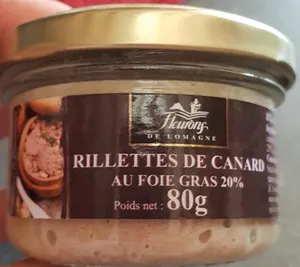 Fleurons
DE LOMAGNE
RILLETTES DE CANARD
AU FOIE GRAS 20%
Poids net : 80g